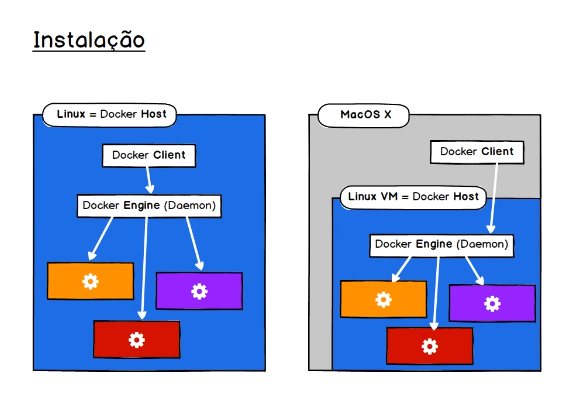 Instalação
Linux = Docker Host
Docker Client
Docker Engine (Daemon)
MacOS X
Docker Client
Linux VM = Docker Host
Docker Engine (Daemon)